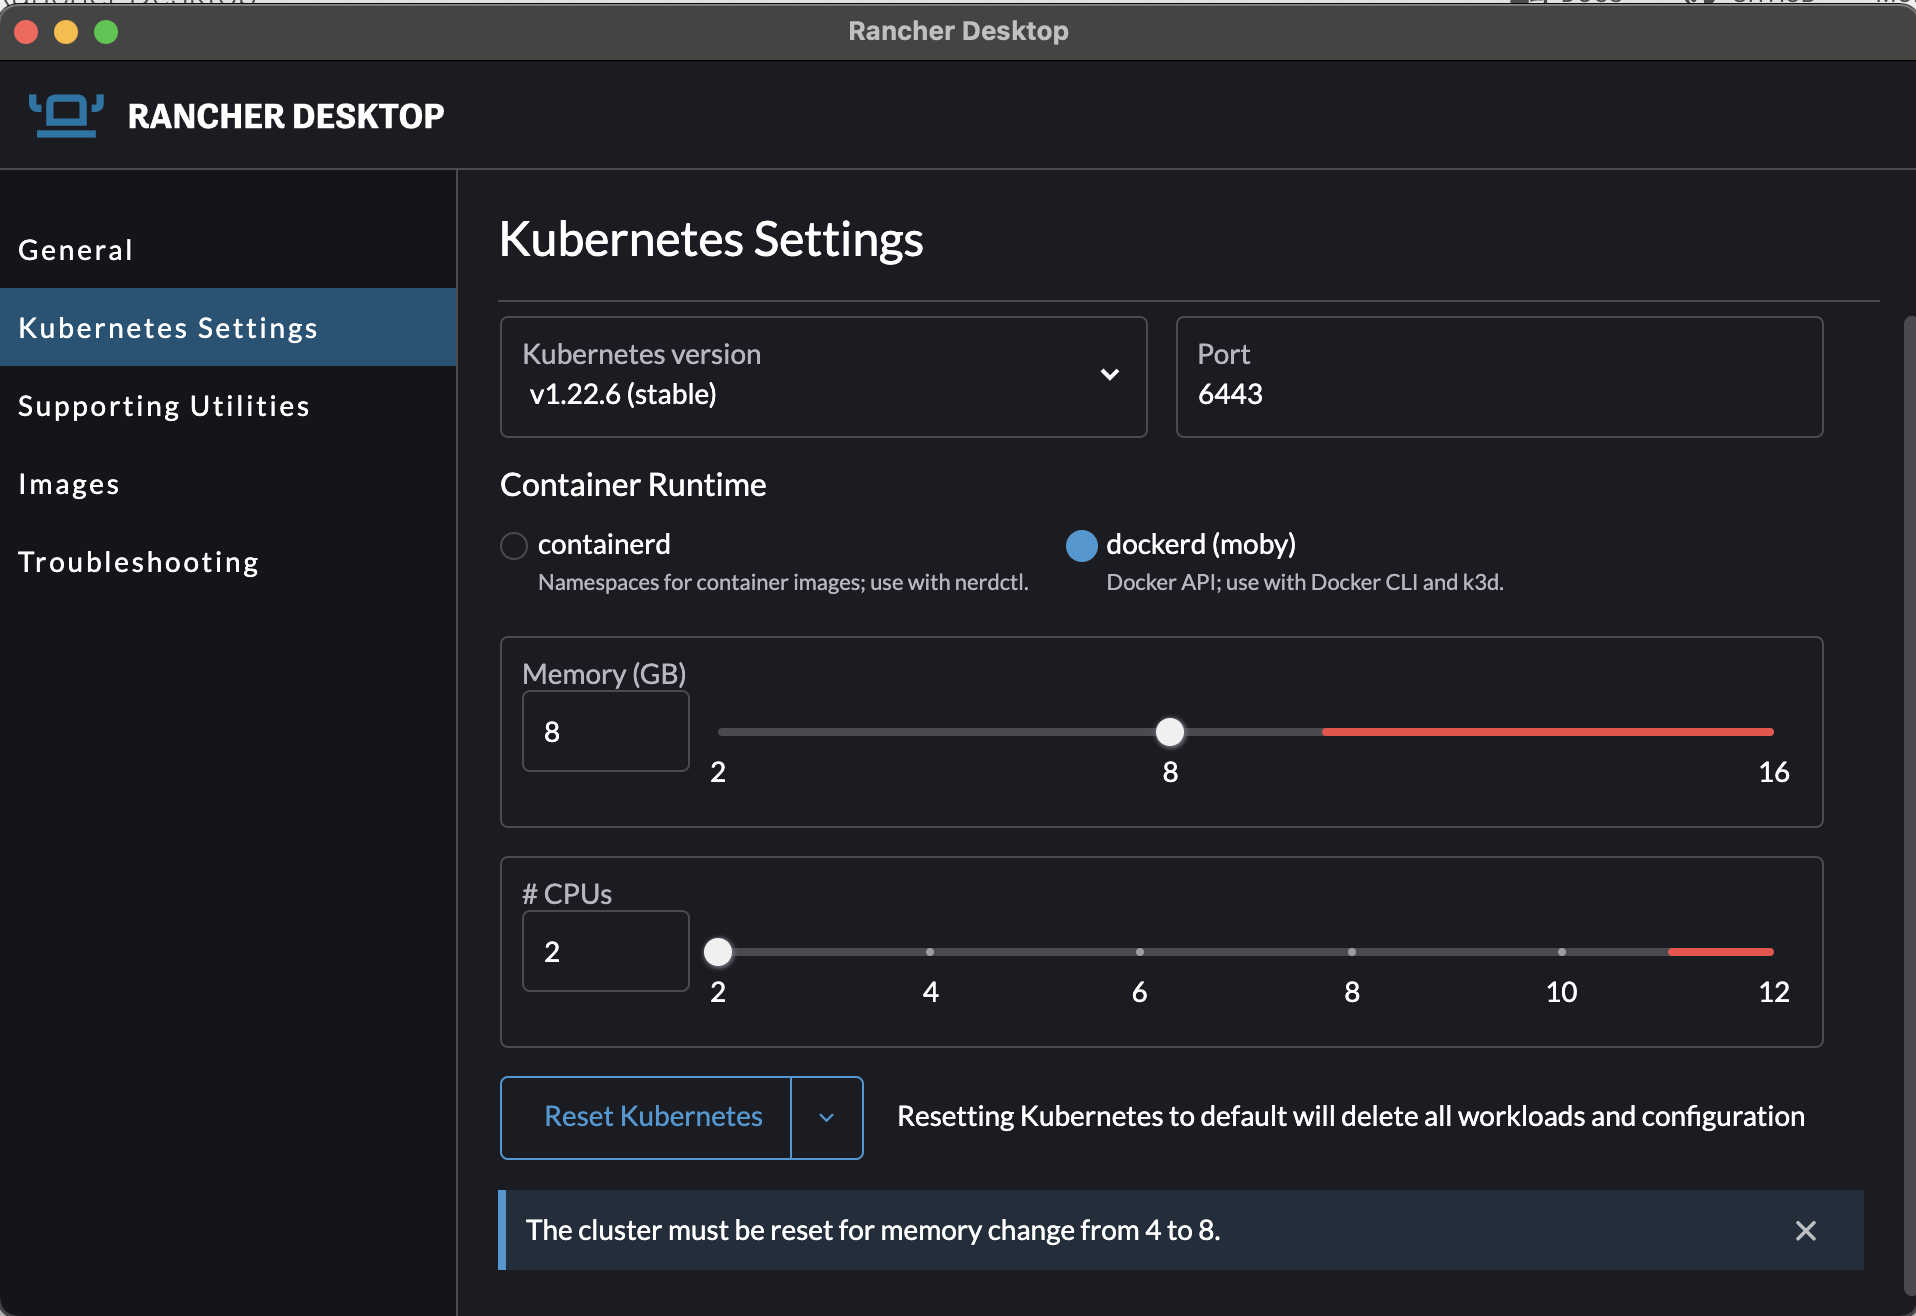 Rancher Desktop
RANCHER DESKTOP
General
Kubernetes Settings
Supporting Utilities
Images
Troubleshooting
Kubernetes Settings
Kubernetes version
v1.22.6 (stable)
Port
6443
Container Runtime
containerd
Namespaces for container images; use with nerdctl.
dockerd (moby)
Docker API; use with Docker CLI and k3d.
Memory (GB)
8
2 8 16
# CPUs
2
2 4 6 8 10 12
Reset Kubernetes
Resetting Kubernetes to default will delete all workloads and configuration
The cluster must be reset for memory change from 4 to 8.